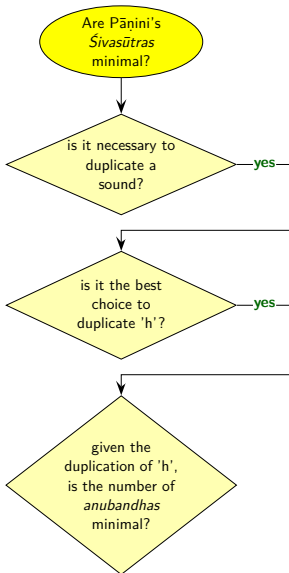 Are Pāṇini's
Śivasūtras
minimal?
is it necessary to
duplicate a
sound?
yes
is it the best
choice to
duplicate 'h'?
yes
given the
duplication of 'h',
is the number of
anubandhas
minimal?